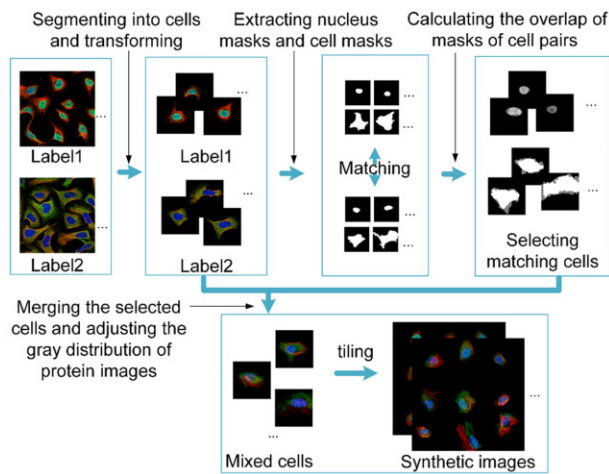 Segmenting into cells
and transforming
Extracting nucleus
masks and cell masks
Calculating the overlap of
masks of cell pairs
...
Label1
...
Label2
...
Label1
...
Label2
...
...
Matching
...
...
...
...
Selecting
matching cells
Merging the selected
cells and adjusting the
gray distribution of
protein images
...
Mixed cells
tiling
...
Synthetic images